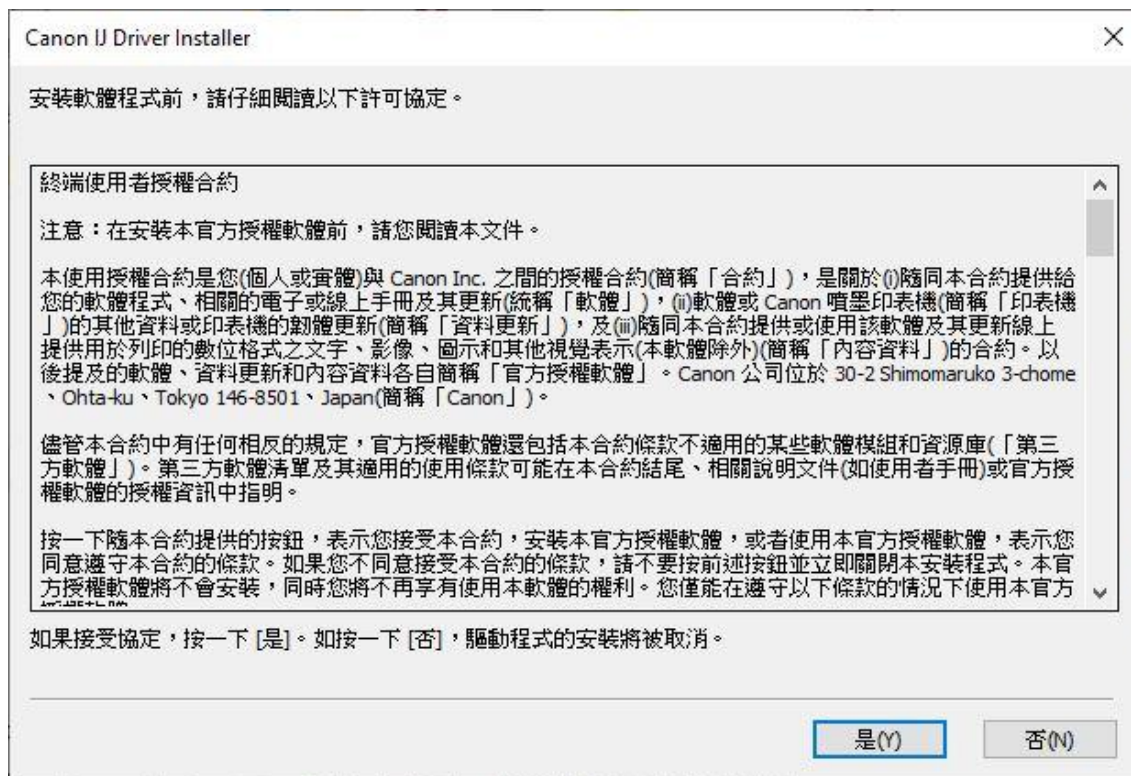 Canon IJ Driver Installer
安裝軟體程式前，請仔細閱讀以下許可協定。
終端使用者授權合約
注意：在安裝本官方授權軟體前，請您閱讀本文件。
本使用授權合約是您(個人或實體)與 Canon Inc. 之間的授權合約(簡稱「合約」)，是關於(i)隨同本合約提供給
您的軟體程式、相關的電子或線上手冊及其更新(統稱「軟體」)，(ii)軟體或 Canon 噴墨印表機(簡稱「印表機
」)的其他資料或印表機的韌體更新(簡稱「資料更新」)，及(iii)隨同本合約提供或使用該軟體及其更新線上
提供用於列印的數位格式之文字、影像、圖示和其他視覺表示(本軟體除外)(簡稱「內容資料」)的合約。以
後提及的軟體、資料更新和內容資料各自簡稱「官方授權軟體」。Canon 公司位於 30-2 Shimomaruko 3-chome
、Ohta-ku、Tokyo 146-8501、Japan(簡稱「Canon」)。
儘管本合約中有任何相反的規定，官方授權軟體還包括本合約條款不適用的某些軟體模組和資源庫(「第三
方軟體」)。第三方軟體清單及其適用的使用條款可能在本合約結尾、相關說明文件(如使用者手冊)或官方授
權軟體的授權資訊中指明。
按一下隨本合約提供的按鈕，表示您接受本合約，安裝本官方授權軟體，或者使用本官方授權軟體，表示您
同意遵守本合約的條款。如果您不同意接受本合約的條款，請不要按前述按鈕並立即關閉本安裝程式。本官
方授權軟體將不會安裝，同時您將不再享有使用本軟體的權利。您僅能在遵守以下條款的情況下使用本官方
如果接受協定，按一下 [是]。如按一下 [否]，驅動程式的安裝將被取消。
是(Y)
否(N)